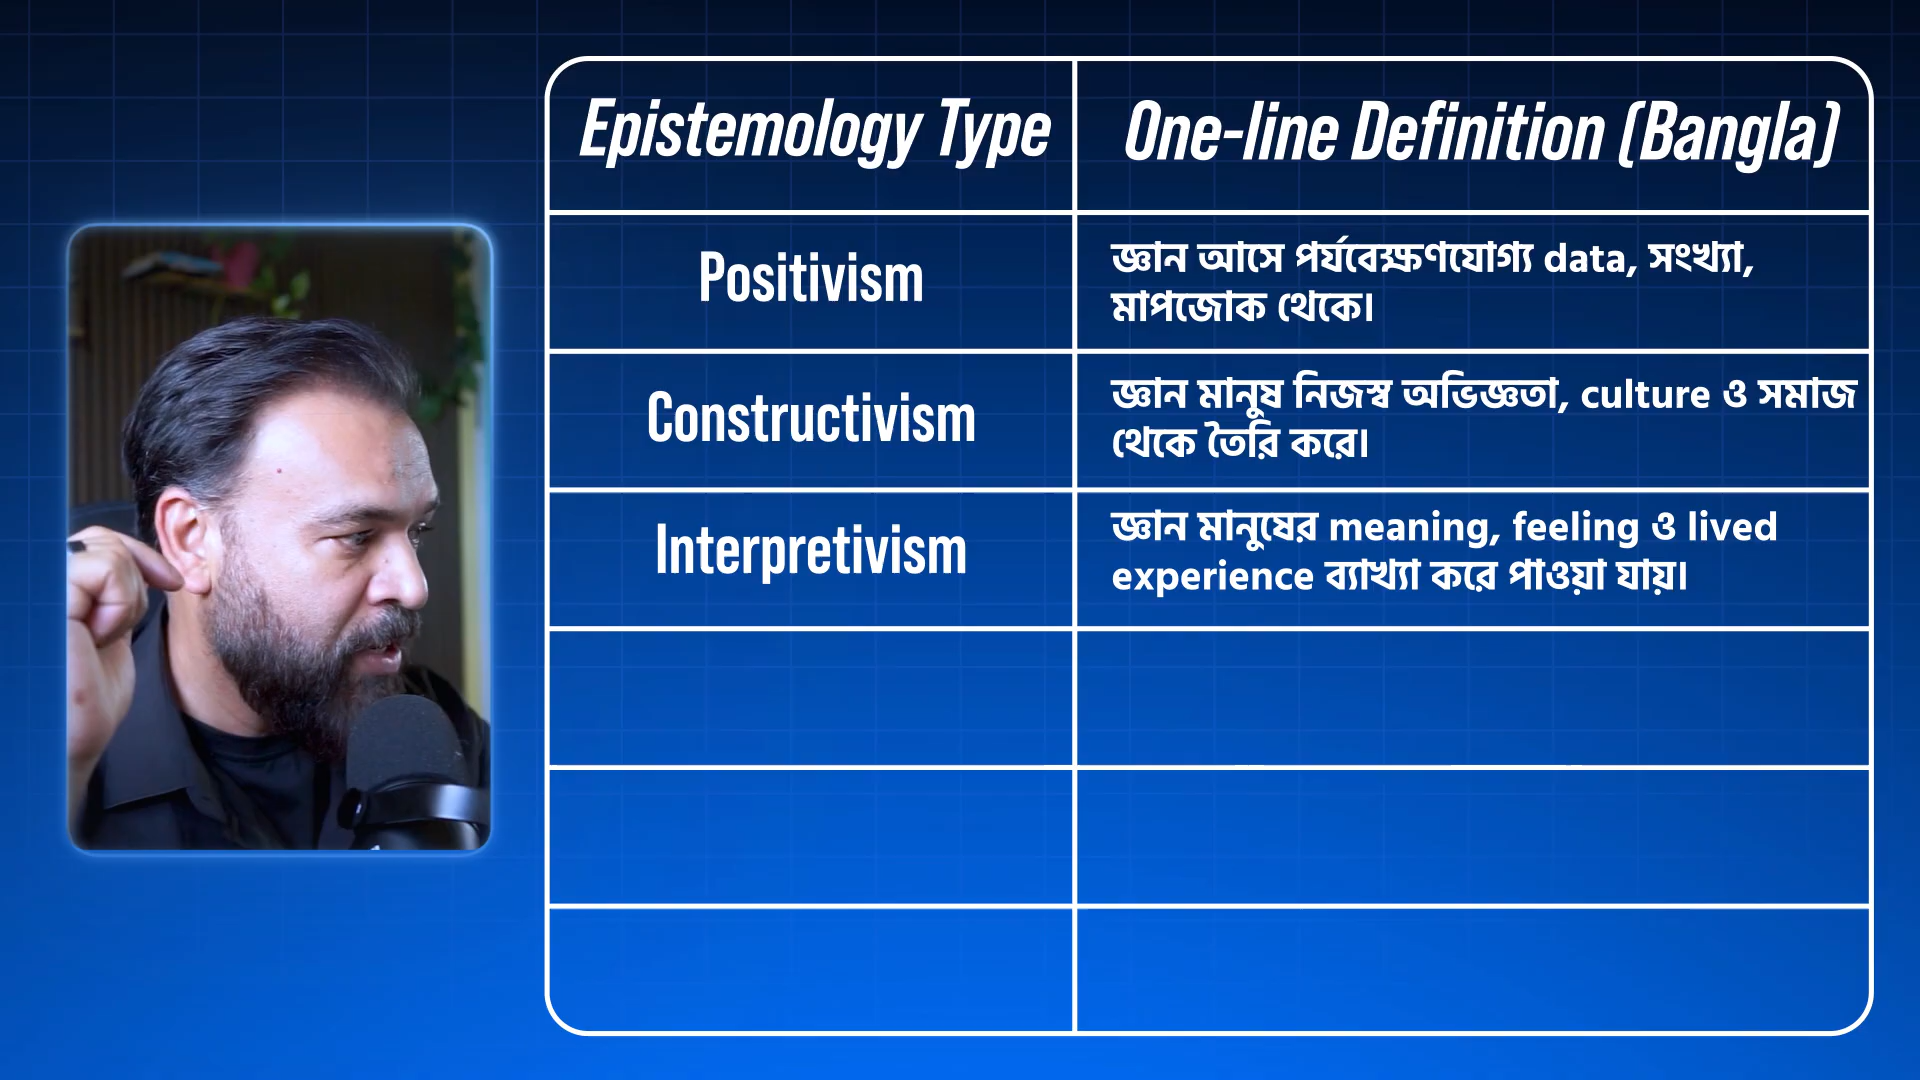 Epistemology Type
One-line Definition (Bangla)
Positivism
জ্ঞান আসে পর্যবেক্ষণযোগ্য data, সংখ্যা,
মাপজোক থেকে।
Constructivism
জ্ঞান মানুষ নিজস্ব অভিজ্ঞতা, culture ও সমাজ
থেকে তৈরি করে।
Interpretivism
জ্ঞান মানুষের meaning, feeling ও lived
experience ব্যাখ্যা করে পাওয়া যায়।